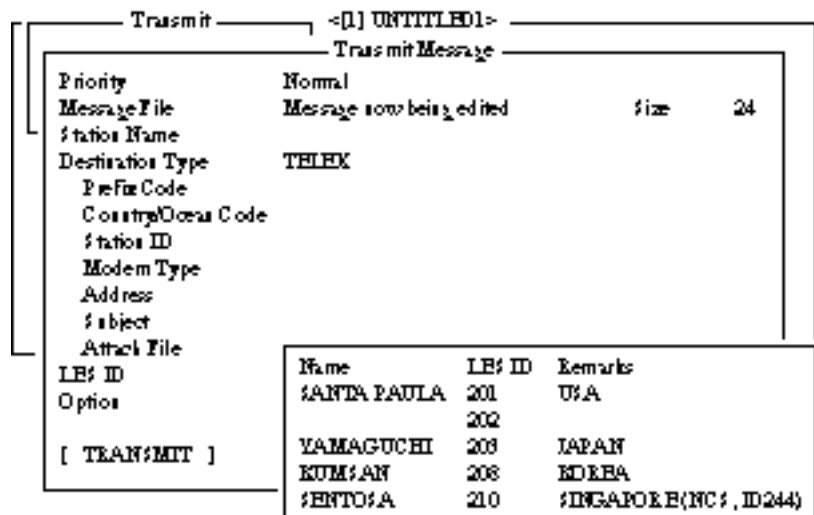 Transmit <[1] UNTITLED01>
Transmit Message
Priority Normal
Message File Message now being edited Size 24
Station Name
Destination Type TELEX
Prefix Code
Country/Ocean Code
Station ID
Modem Type
Address
Subject
Attach File
LES ID
Option
[ TRANSMIT ]
Name LES ID Remarks
SANTA PAULA 201 USA
202
YAMAGUCHI 203 JAPAN
KUMSAN 208 KOREA
SENTOSA 210 SINGAPORE(NCS, ID244)